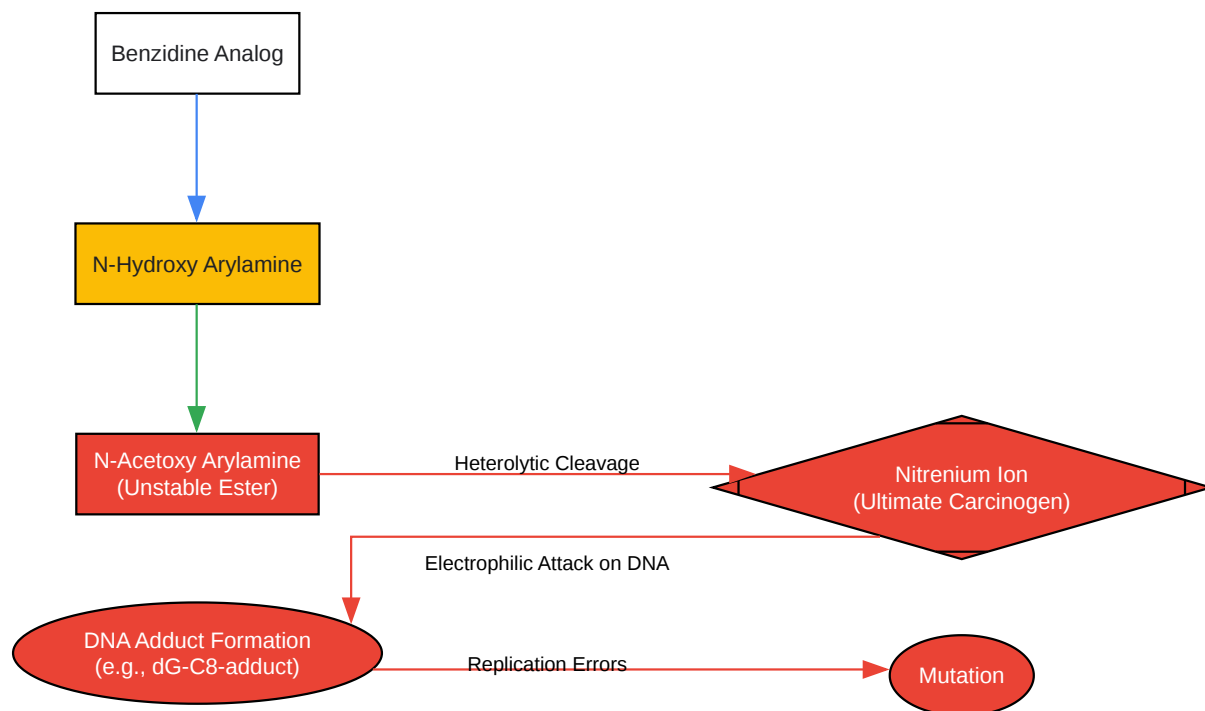 Benzidine Analog
N-Hydroxy Arylamine
N-Acetoxy Arylamine
(Unstable Ester)
Heterolytic Cleavage
Nitrenium Ion
(Ultimate Carcinogen)
Electrophilic Attack on DNA
DNA Adduct Formation
(e.g., dG-C8-adduct)
Replication Errors
Mutation